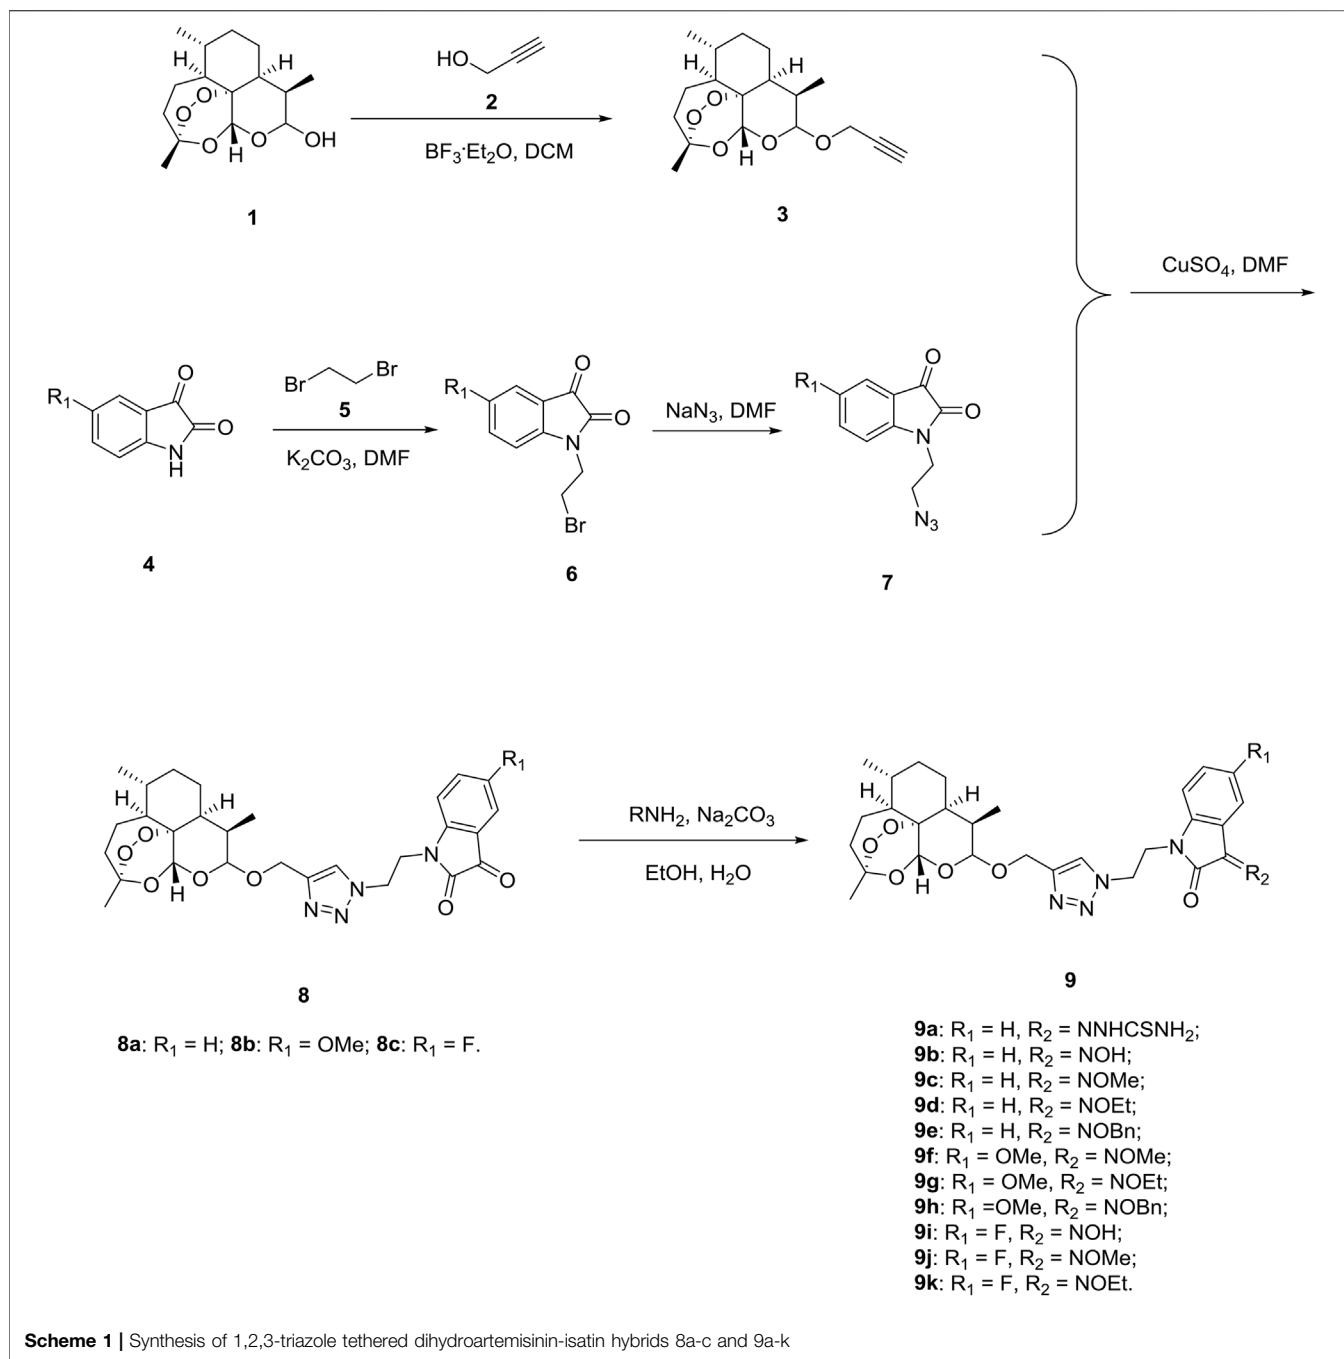 H
H
O
O
O
H
O
OH
1
HO
2
BF₃·Et₂O, DCM
H
H
O
O
O
H
O
O
3
CuSO₄, DMF
R₁
O
O
N
H
4
Br
Br
5
K₂CO₃, DMF
R₁
O
O
N
Br
6
NaN₃, DMF
R₁
O
O
N
N₃
7
H
H
O
O
O
H
O
O
N=N
N
N
O
O
R₁
8
8a: R₁ = H; 8b: R₁ = OMe; 8c: R₁ = F.
RNH₂, Na₂CO₃
EtOH, H₂O
H
H
O
O
O
H
O
O
N=N
N
N
O
R₂
R₁
9
9a: R₁ = H, R₂ = NNHCSNH₂;
9b: R₁ = H, R₂ = NOH;
9c: R₁ = H, R₂ = NOMe;
9d: R₁ = H, R₂ = NOEt;
9e: R₁ = H, R₂ = NOBn;
9f: R₁ = OMe, R₂ = NOMe;
9g: R₁ = OMe, R₂ = NOEt;
9h: R₁ =OMe, R₂ = NOBn;
9i: R₁ = F, R₂ = NOH;
9j: R₁ = F, R₂ = NOMe;
9k: R₁ = F, R₂ = NOEt.
Scheme 1 | Synthesis of 1,2,3-triazole tethered dihydroartemisinin-isatin hybrids 8a-c and 9a-k